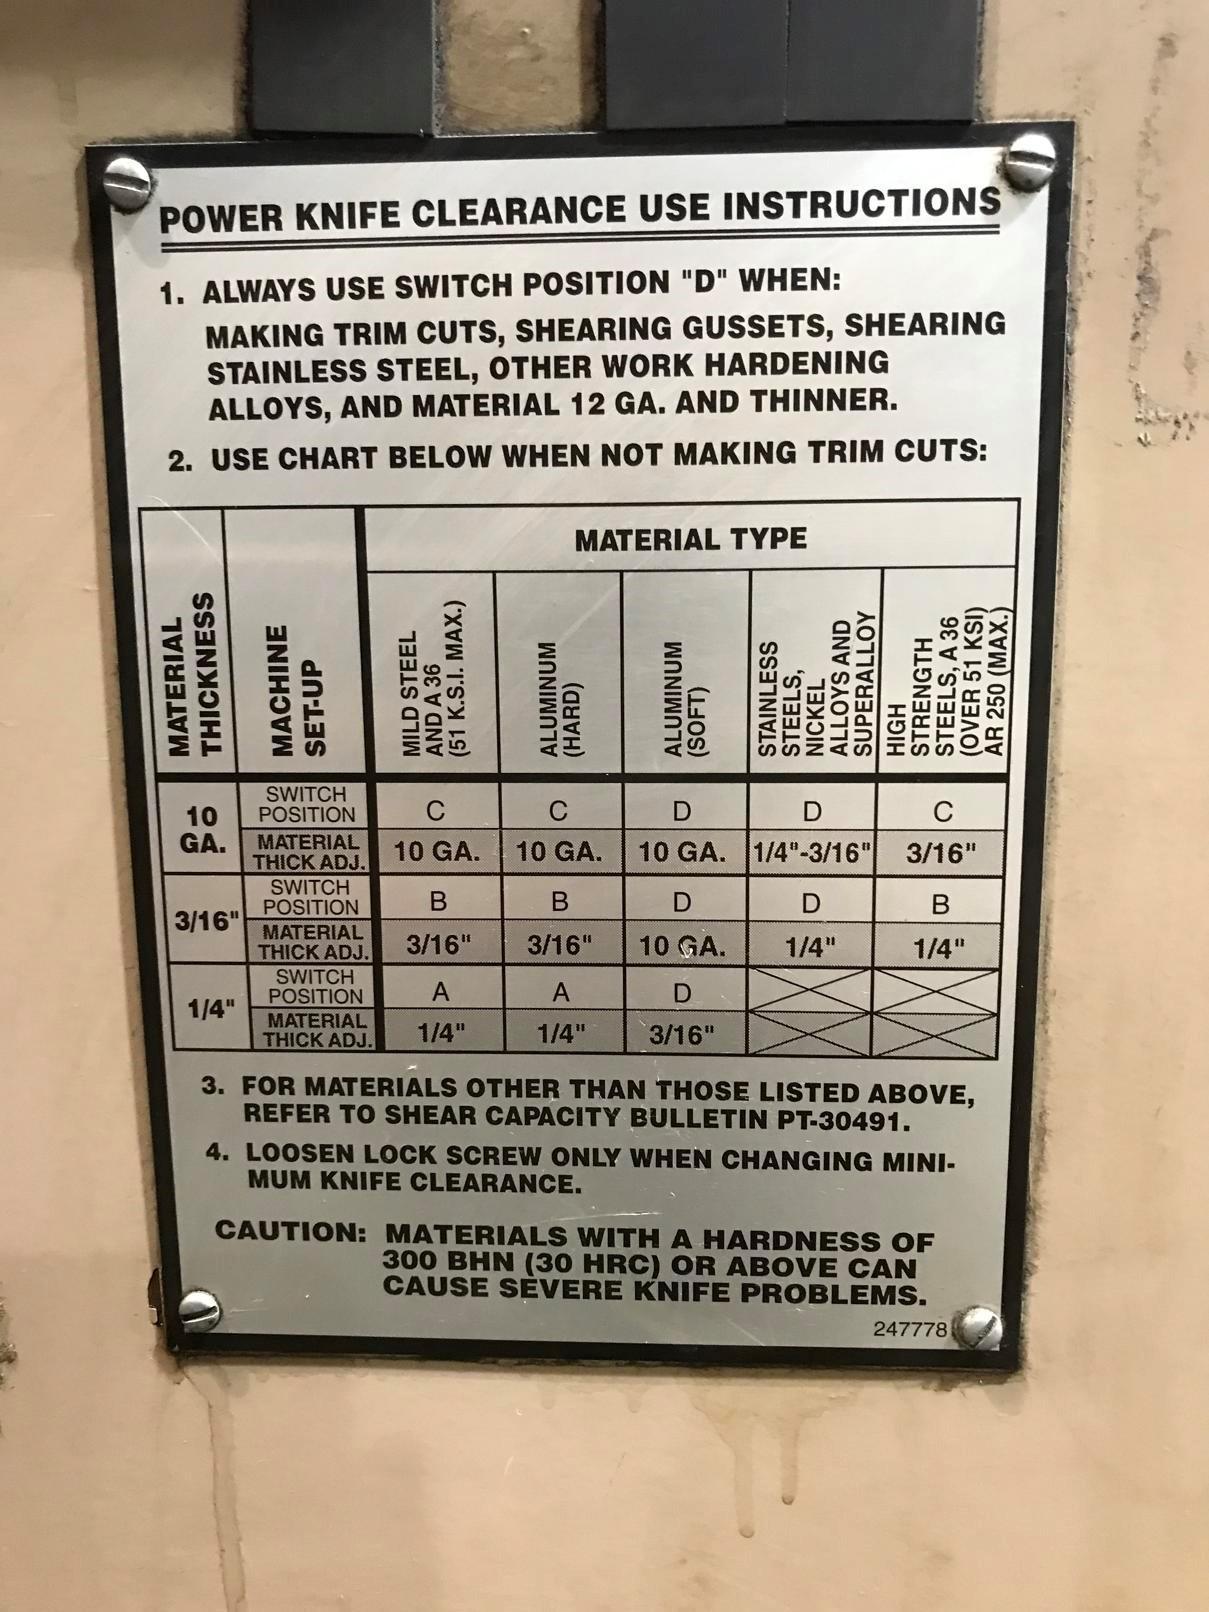 POWER KNIFE CLEARANCE USE INSTRUCTIONS
1. ALWAYS USE SWITCH POSITION "D" WHEN:
MAKING TRIM CUTS, SHEARING GUSSETS, SHEARING
STAINLESS STEEL, OTHER WORK HARDENING
ALLOYS, AND MATERIAL 12 GA. AND THINNER.
2. USE CHART BELOW WHEN NOT MAKING TRIM CUTS:
MATERIAL TYPE
MATERIAL
THICKNESS
MACHINE
SET-UP
MILD STEEL
AND A 36
(51 K.S.I. MAX.)
ALUMINUM
(HARD)
ALUMINUM
(SOFT)
STAINLESS
STEELS,
NICKEL
ALLOYS AND
SUPERALLOY
HIGH
STRENGTH
STEELS, A 36
(OVER 51 KSI)
AR 250 (MAX.)
10
GA.
SWITCH
POSITION
C C D D C
MATERIAL
THICK ADJ.
10 GA. 10 GA. 10 GA. 1/4"-3/16" 3/16"
3/16"
SWITCH
POSITION
B B D D B
MATERIAL
THICK ADJ.
3/16" 3/16" 10 GA. 1/4" 1/4"
1/4"
SWITCH
POSITION
A A D
MATERIAL
THICK ADJ.
1/4" 1/4" 3/16"
3. FOR MATERIALS OTHER THAN THOSE LISTED ABOVE,
REFER TO SHEAR CAPACITY BULLETIN PT-30491.
4. LOOSEN LOCK SCREW ONLY WHEN CHANGING MINI-
MUM KNIFE CLEARANCE.
CAUTION: MATERIALS WITH A HARDNESS OF
300 BHN (30 HRC) OR ABOVE CAN
CAUSE SEVERE KNIFE PROBLEMS.
247778